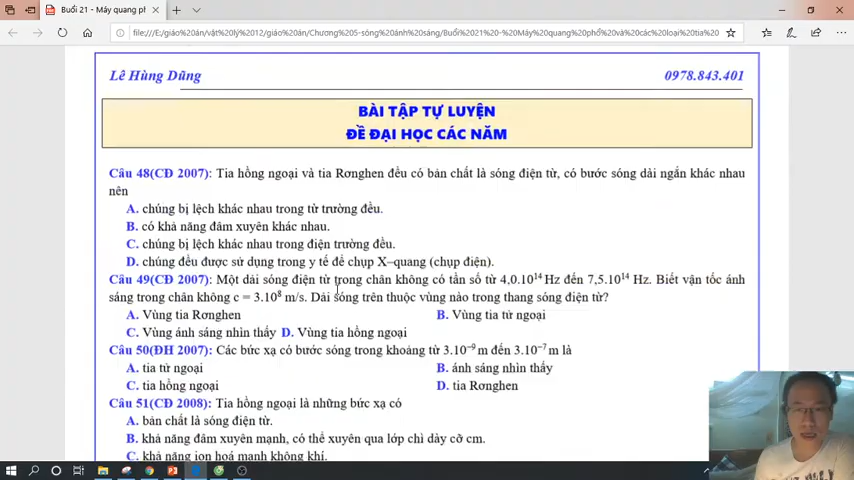 Buổi 21 - Máy quang ph
file:///E:/giáo%20án/vật%20lý%2012/giáo%20án/Chương%205-sóng%20ánh%20sáng/Buổi%2021%20-%20Máy%20quang%20phổ%20và%20các%20loại%20tia%20
Lê Hùng Dũng 0978.843.401
BÀI TẬP TỰ LUYỆN
ĐỀ ĐẠI HỌC CÁC NĂM
Câu 48(CĐ 2007): Tia hồng ngoại và tia Rơnghen đều có bản chất là sóng điện từ, có bước sóng dài ngắn khác nhau
nên
A. chúng bị lệch khác nhau trong từ trường đều.
B. có khả năng đâm xuyên khác nhau.
C. chúng bị lệch khác nhau trong điện trường đều.
D. chúng đều được sử dụng trong y tế để chụp X–quang (chụp điện).
Câu 49(CĐ 2007): Một dải sóng điện từ trong chân không có tần số từ 4,0.10¹⁴ Hz đến 7,5.10¹⁴ Hz. Biết vận tốc ánh
sáng trong chân không c = 3.10⁸ m/s. Dải sóng trên thuộc vùng nào trong thang sóng điện từ?
A. Vùng tia Rơnghen B. Vùng tia tử ngoại
C. Vùng ánh sáng nhìn thấy D. Vùng tia hồng ngoại
Câu 50(ĐH 2007): Các bức xạ có bước sóng trong khoảng từ 3.10⁻⁹ m đến 3.10⁻⁷ m là
A. tia tử ngoại B. ánh sáng nhìn thấy
C. tia hồng ngoại D. tia Rơnghen
Câu 51(CĐ 2008): Tia hồng ngoại là những bức xạ có
A. bản chất là sóng điện từ.
B. khả năng đâm xuyên mạnh, có thể xuyên qua lớp chì dày cỡ cm.
C. khả năng ion hoá mạnh không khí.